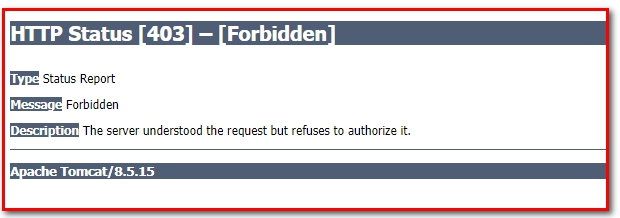 HTTP Status [403] – [Forbidden]
Type Status Report
Message Forbidden
Description The server understood the request but refuses to authorize it.
Apache Tomcat/8.5.15